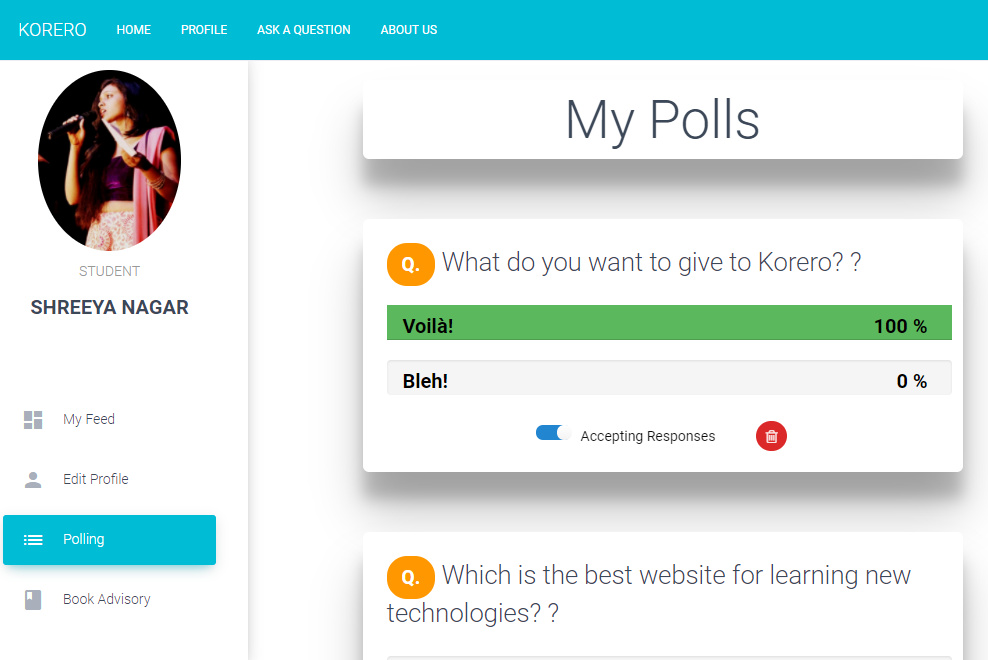 KORERO HOME PROFILE ASK A QUESTION ABOUT US
STUDENT
SHREEYA NAGAR
My Feed
Edit Profile
Polling
Book Advisory
My Polls
Q. What do you want to give to Korero? ?
Voilà! 100 %
Bleh! 0 %
Accepting Responses
Q. Which is the best website for learning new
technologies? ?